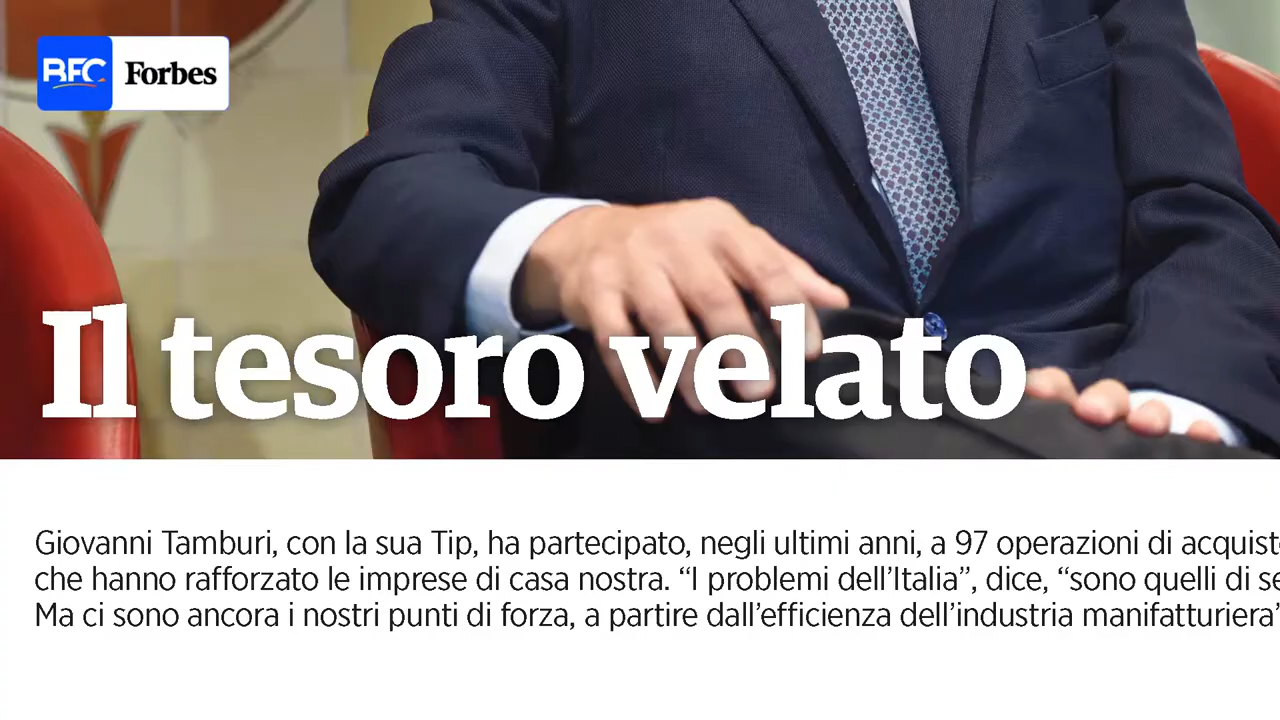 BFC Forbes
Il tesoro velato
Giovanni Tamburi, con la sua Tip, ha partecipato, negli ultimi anni, a 97 operazioni di
che hanno rafforzato le imprese di casa nostra. “I problemi dell’Italia”, dice, “sono quelli di
Ma ci sono ancora i nostri punti di forza, a partire dall’efficienza dell’industria manifatturiera”